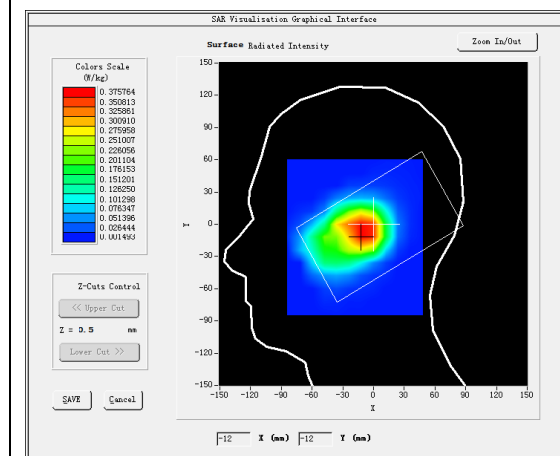 SAR Visualisation Graphical Interface
Surface Radiated Intensity
Zoom In/Out
Colors Scale
(W/kg)
0.375764
0.350813
0.325861
0.300910
0.275958
0.251007
0.226056
0.201104
0.176153
0.151201
0.126250
0.101298
0.076347
0.051396
0.026444
0.001493
150
120
90
60
30
0
-30
-60
-90
-120
-150
Y
-150 -120 -90 -60 -30 0 30 60 90 120 150
X
Z-Cuts Control
<< Upper Cut
Z = 0.5 mm
Lower Cut >>
SAVE Cancel
-12 X (mm) -12 Y (mm)